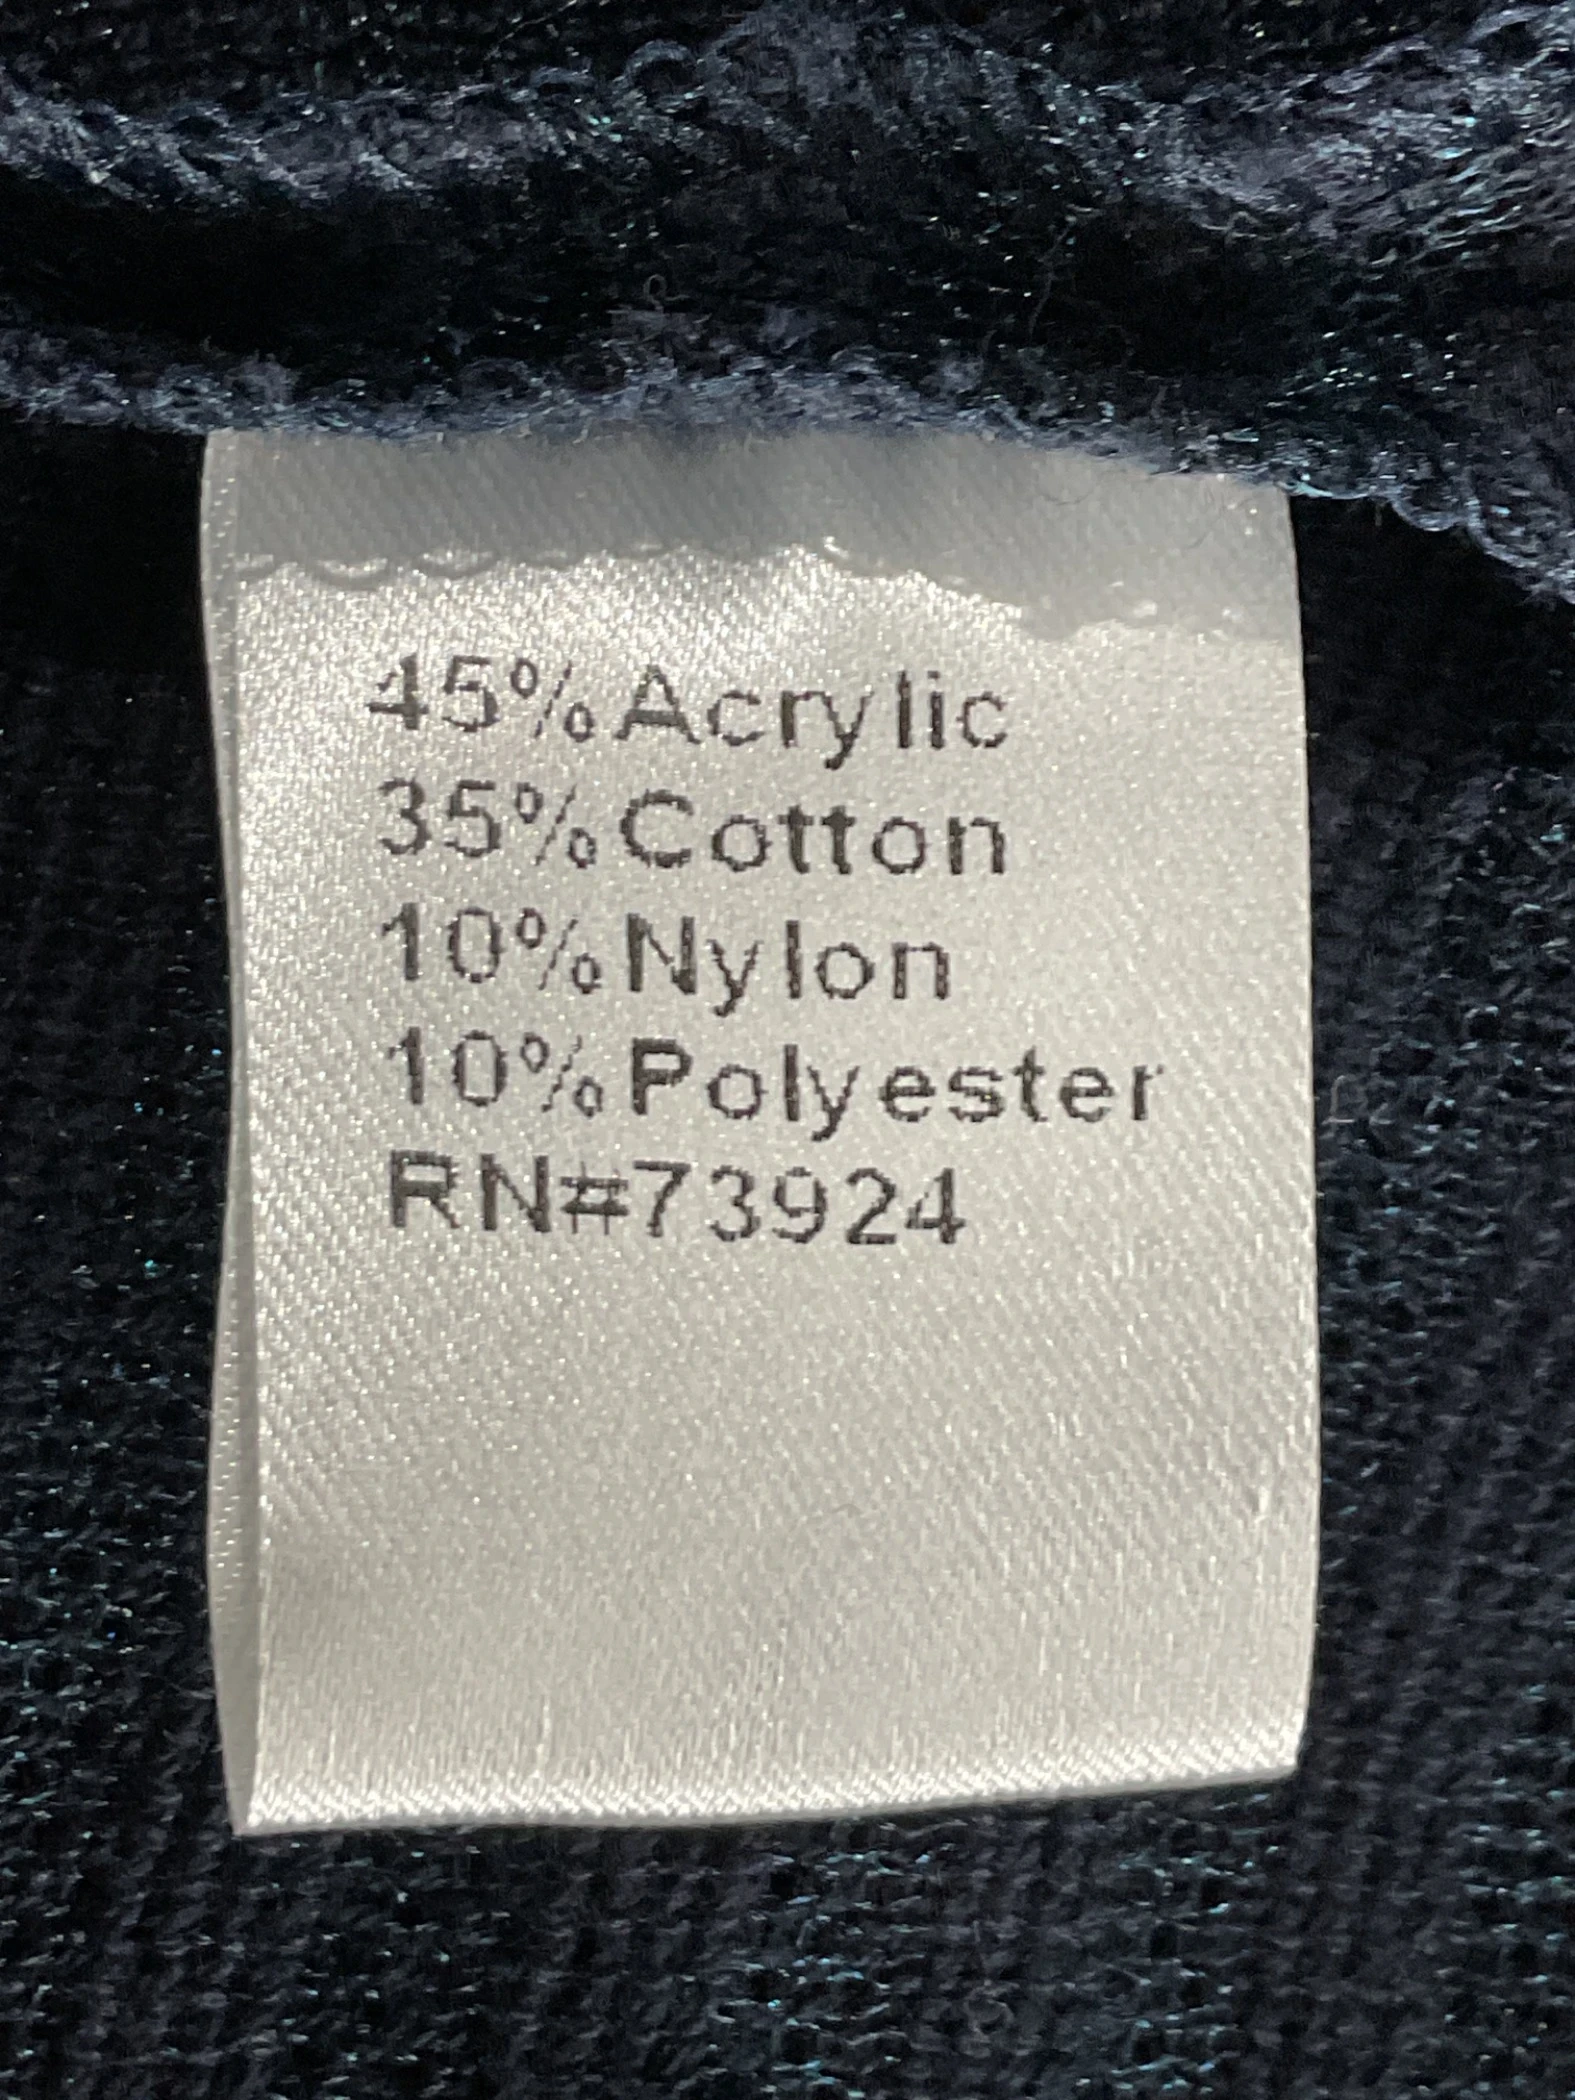 45% Acrylic
35% Cotton
10% Nylon
10% Polyester
RN#73924